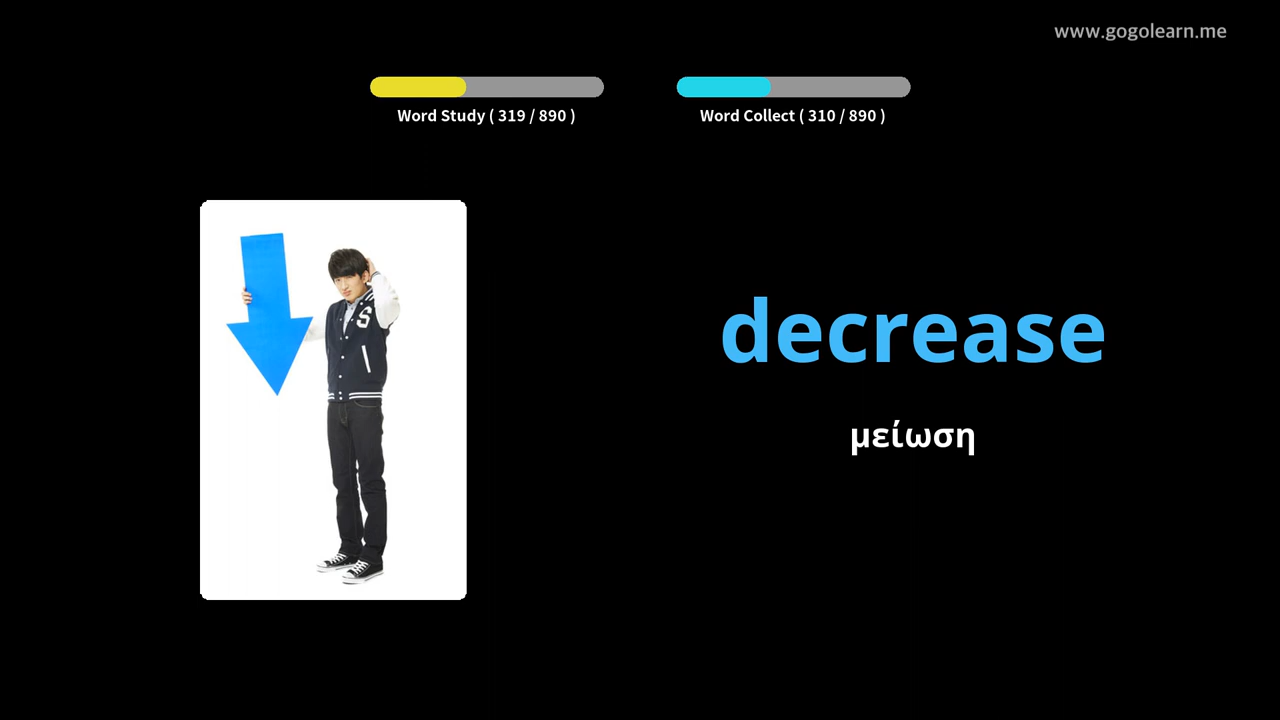 www.gogolearn.me
Word Study ( 319 / 890 )
Word Collect ( 310 / 890 )
S
decrease
μείωση